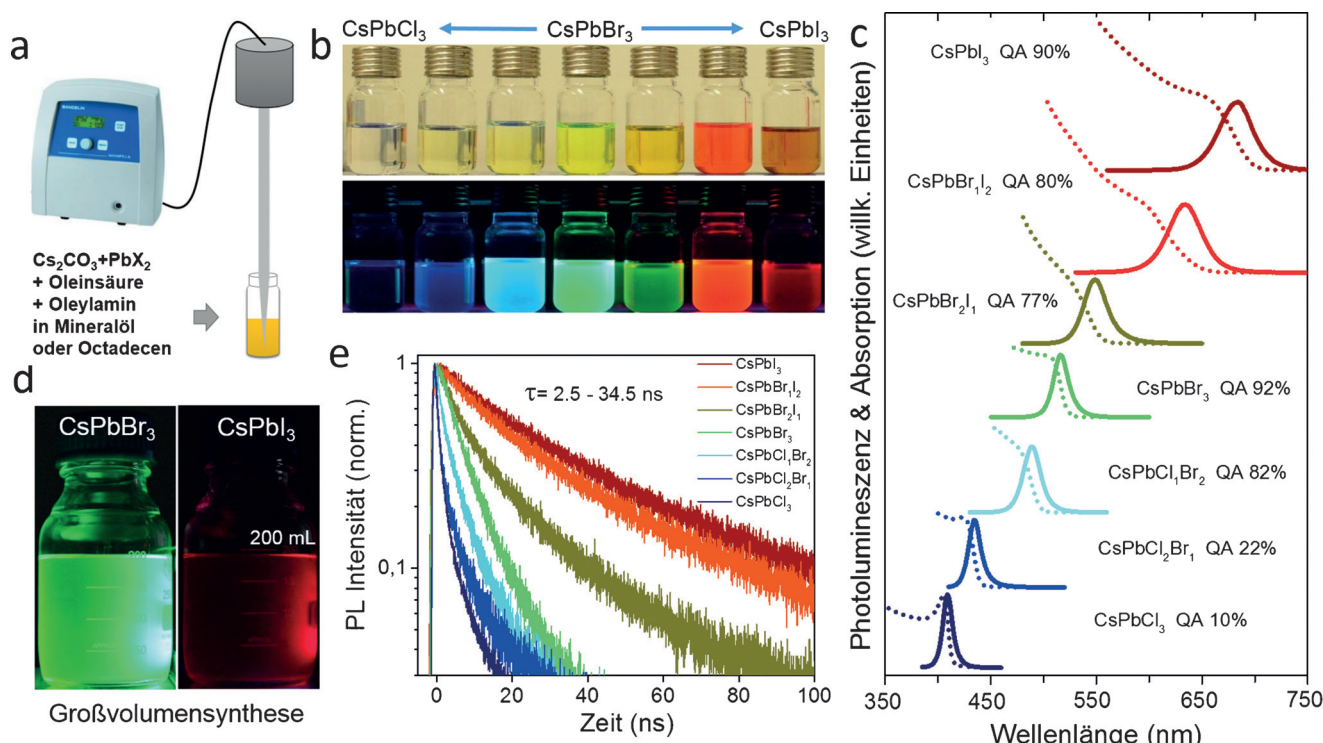 a
Cs₂CO₃+PbX₂
+ Oleinsäure
+ Oleylamin
in Mineralöl
oder Octadecen
b
CsPbCl₃
CsPbBr₃
CsPbI₃
c
Photolumineszenz & Absorption (willk. Einheiten)
CsPbI₃ QA 90%
CsPbBr₁I₂ QA 80%
CsPbBr₂I₁ QA 77%
CsPbBr₃ QA 92%
CsPbCl₁Br₂ QA 82%
CsPbCl₂Br₁ QA 22%
CsPbCl₃ QA 10%
350 450 550 650 750
Wellenlänge (nm)
d
CsPbBr₃
CsPbI₃
200 mL
Großvolumensynthese
e
PL Intensität (norm.)
1
0,1
τ= 2.5 - 34.5 ns
CsPbI₃
CsPbBr₁I₂
CsPbBr₂I₁
CsPbBr₃
CsPbCl₁Br₂
CsPbCl₂Br₁
CsPbCl₃
0 20 40 60 80 100
Zeit (ns)